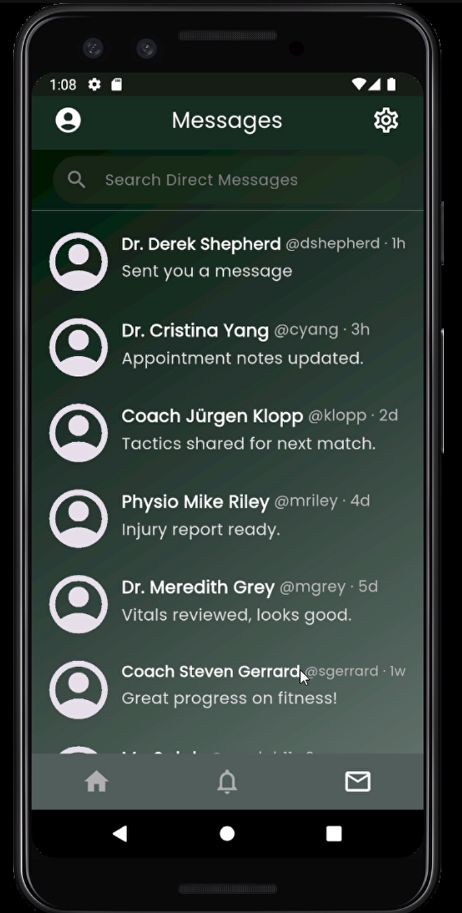 1:08
Messages
Search Direct Messages
Dr. Derek Shepherd @dshepherd · 1h
Sent you a message
Dr. Cristina Yang @cyang · 3h
Appointment notes updated.
Coach Jürgen Klopp @klopp · 2d
Tactics shared for next match.
Physio Mike Riley @mriley · 4d
Injury report ready.
Dr. Meredith Grey @mgrey · 5d
Vitals reviewed, looks good.
Coach Steven Gerrard @sgerrard · 1w
Great progress on fitness!